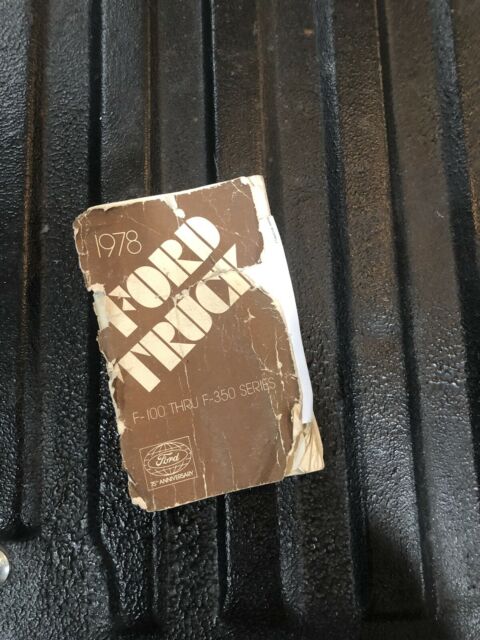 1978
FORD
TRUCK
F-100 THRU F-350 SERIES
Ford
75TH ANNIVERSARY